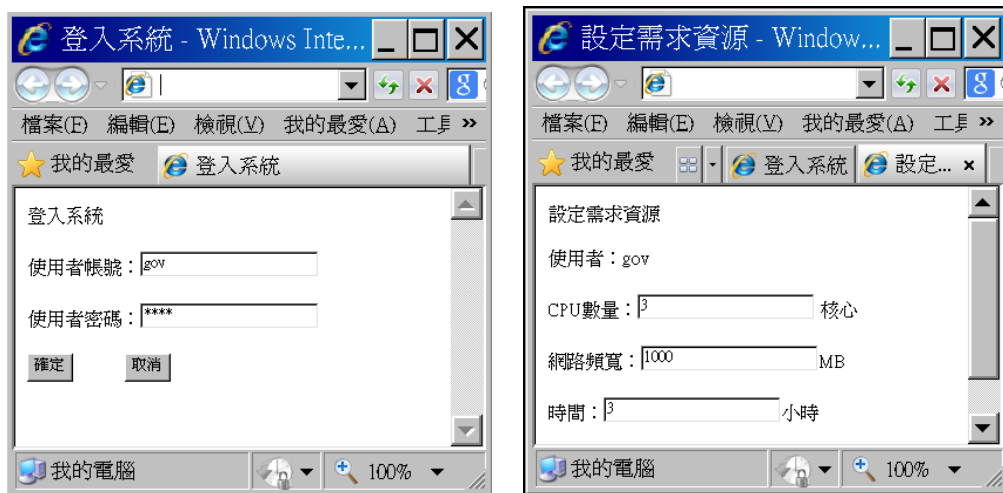 登入系統 - Windows Inte...
檔案(F) 編輯(E) 檢視(V) 我的最愛(A) 工具 »
我的最愛 登入系統
登入系統
使用者帳號：gov
使用者密碼：****
確定 取消
我的電腦 100%
設定需求資源 - Window...
檔案(F) 編輯(E) 檢視(V) 我的最愛(A) 工具 »
我的最愛 登入系統 設定... ×
設定需求資源
使用者：gov
CPU數量：3 核心
網路頻寬：1000 MB
時間：3 小時
我的電腦 100%